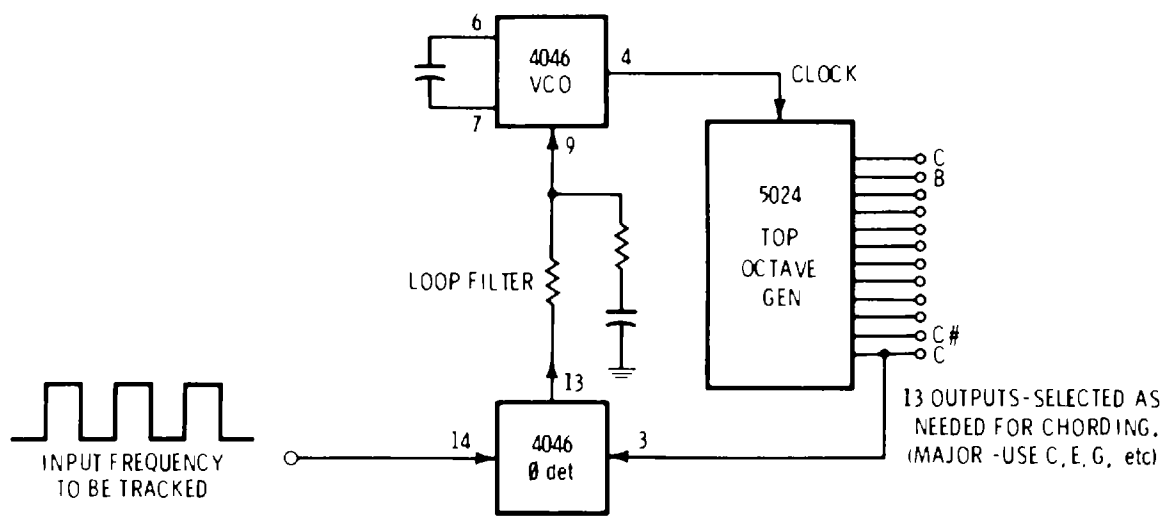 6
4046
VCO
4
7
9
CLOCK
5024
TOP
OCTAVE
GEN
C
B
C#
C
LOOP FILTER
13
13 OUTPUTS-SELECTED AS
NEEDED FOR CHORDING.
(MAJOR -USE C, E, G, etc)
14
4046
Ø det
3
INPUT FREQUENCY
TO BE TRACKED